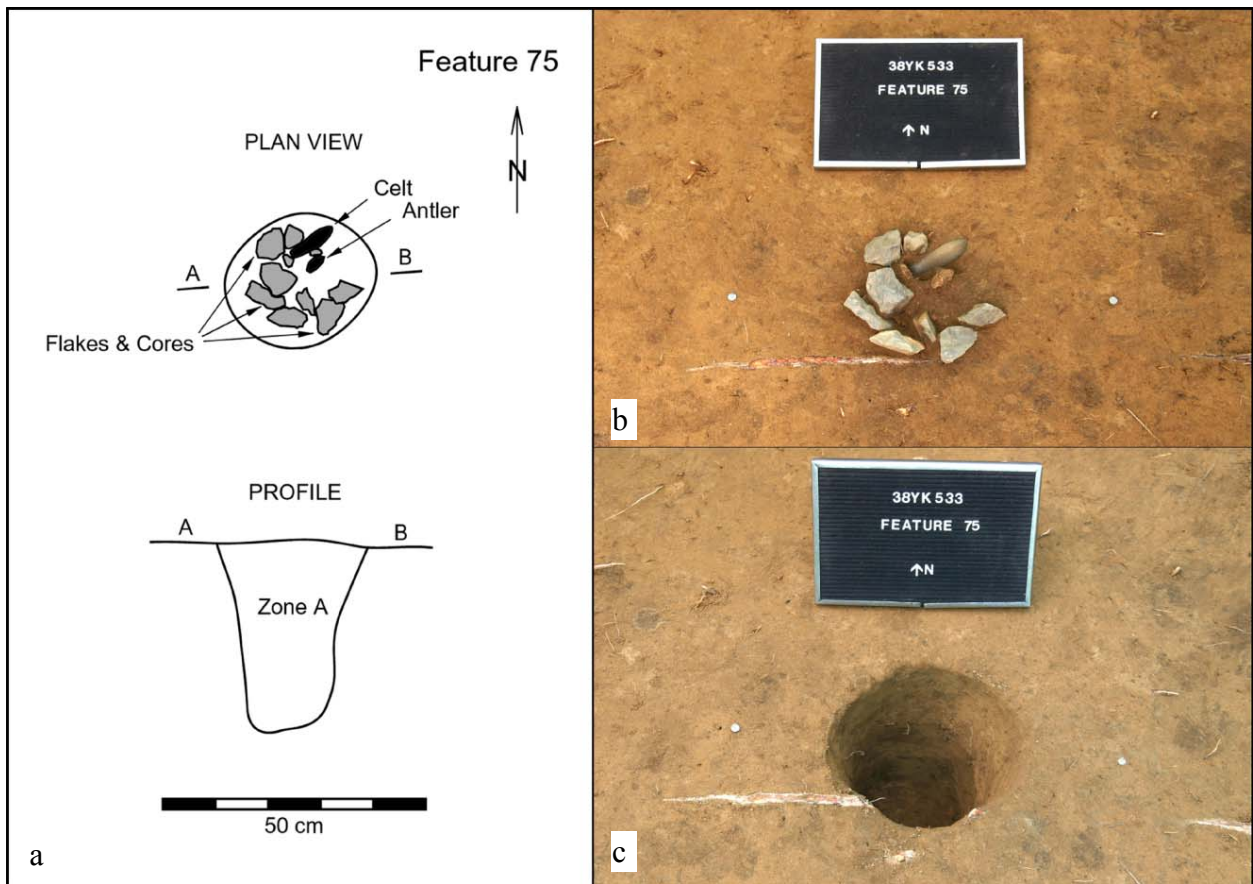 Feature 75
PLAN VIEW
N
Celt
Antler
A
B
Flakes & Cores
PROFILE
A
B
Zone A
50 cm
a
38YK533
FEATURE 75
↑N
b
38YK533
FEATURE 75
↑N
c